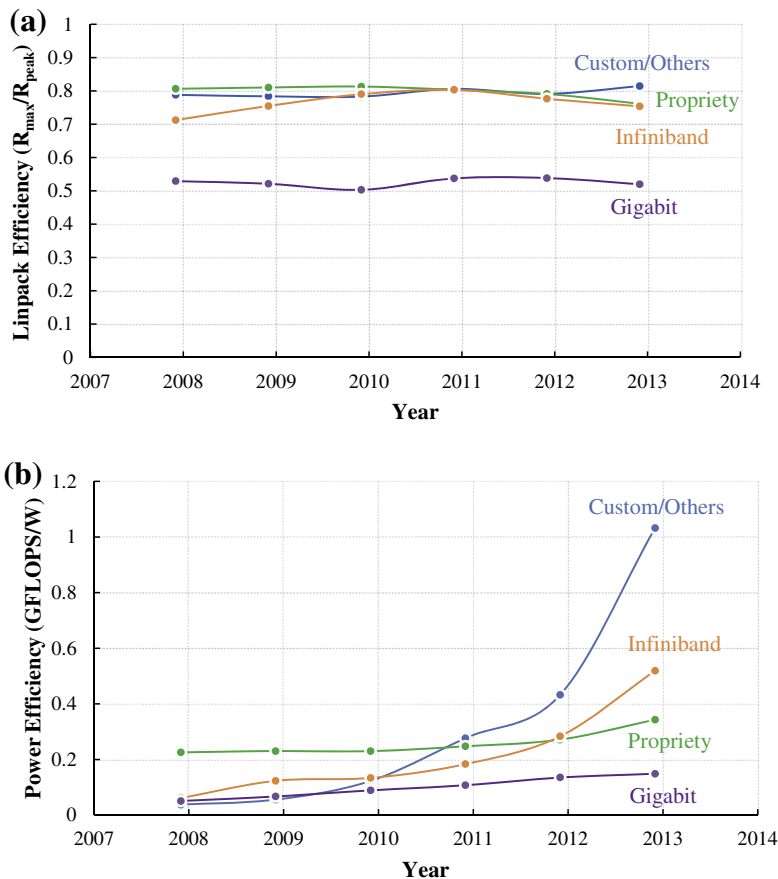 (a)
Linpack Efficiency (Rmax/Rpeak)
1
0.9
0.8
0.7
0.6
0.5
0.4
0.3
0.2
0.1
0
Custom/Others
Propriety
Infiniband
Gigabit
2007 2008 2009 2010 2011 2012 2013 2014
Year
(b)
Power Efficiency (GFLOPS/W)
1.2
1
0.8
0.6
0.4
0.2
0
Custom/Others
Infiniband
Propriety
Gigabit
2007 2008 2009 2010 2011 2012 2013 2014
Year